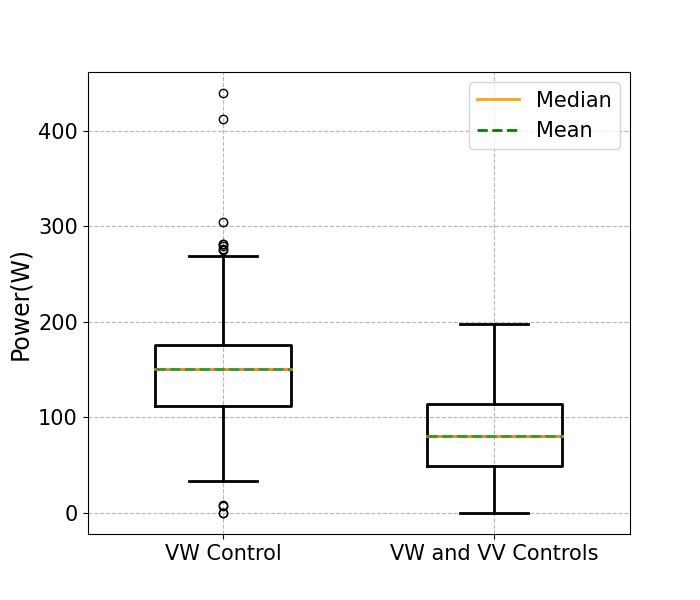 Median
Mean
Power(W)
400
300
200
100
0
VW Control
VW and VV Controls